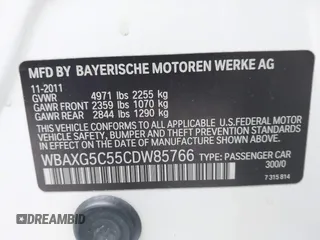 MFD BY BAYERISCHE MOTOREN WERKE AG
11-2011
GVWR 4971 lbs 2255 kg
GAWR FRONT 2359 lbs 1070 kg
GAWR REAR 2844 lbs 1290 kg
THIS VEHICLE CONFORMS TO ALL APPLICABLE U.S.FEDERAL MOTOR
VEHICLE SAFETY, BUMPER, AND THEFT PREVENTION STANDARDS
IN EFFECT ON THE DATE OF MANUFACTURE SHOWN ABOVE.
WBAXG5C55CDW85766 TYPE: PASSENGER CAR
300/0
7 315 814
DREAMBID